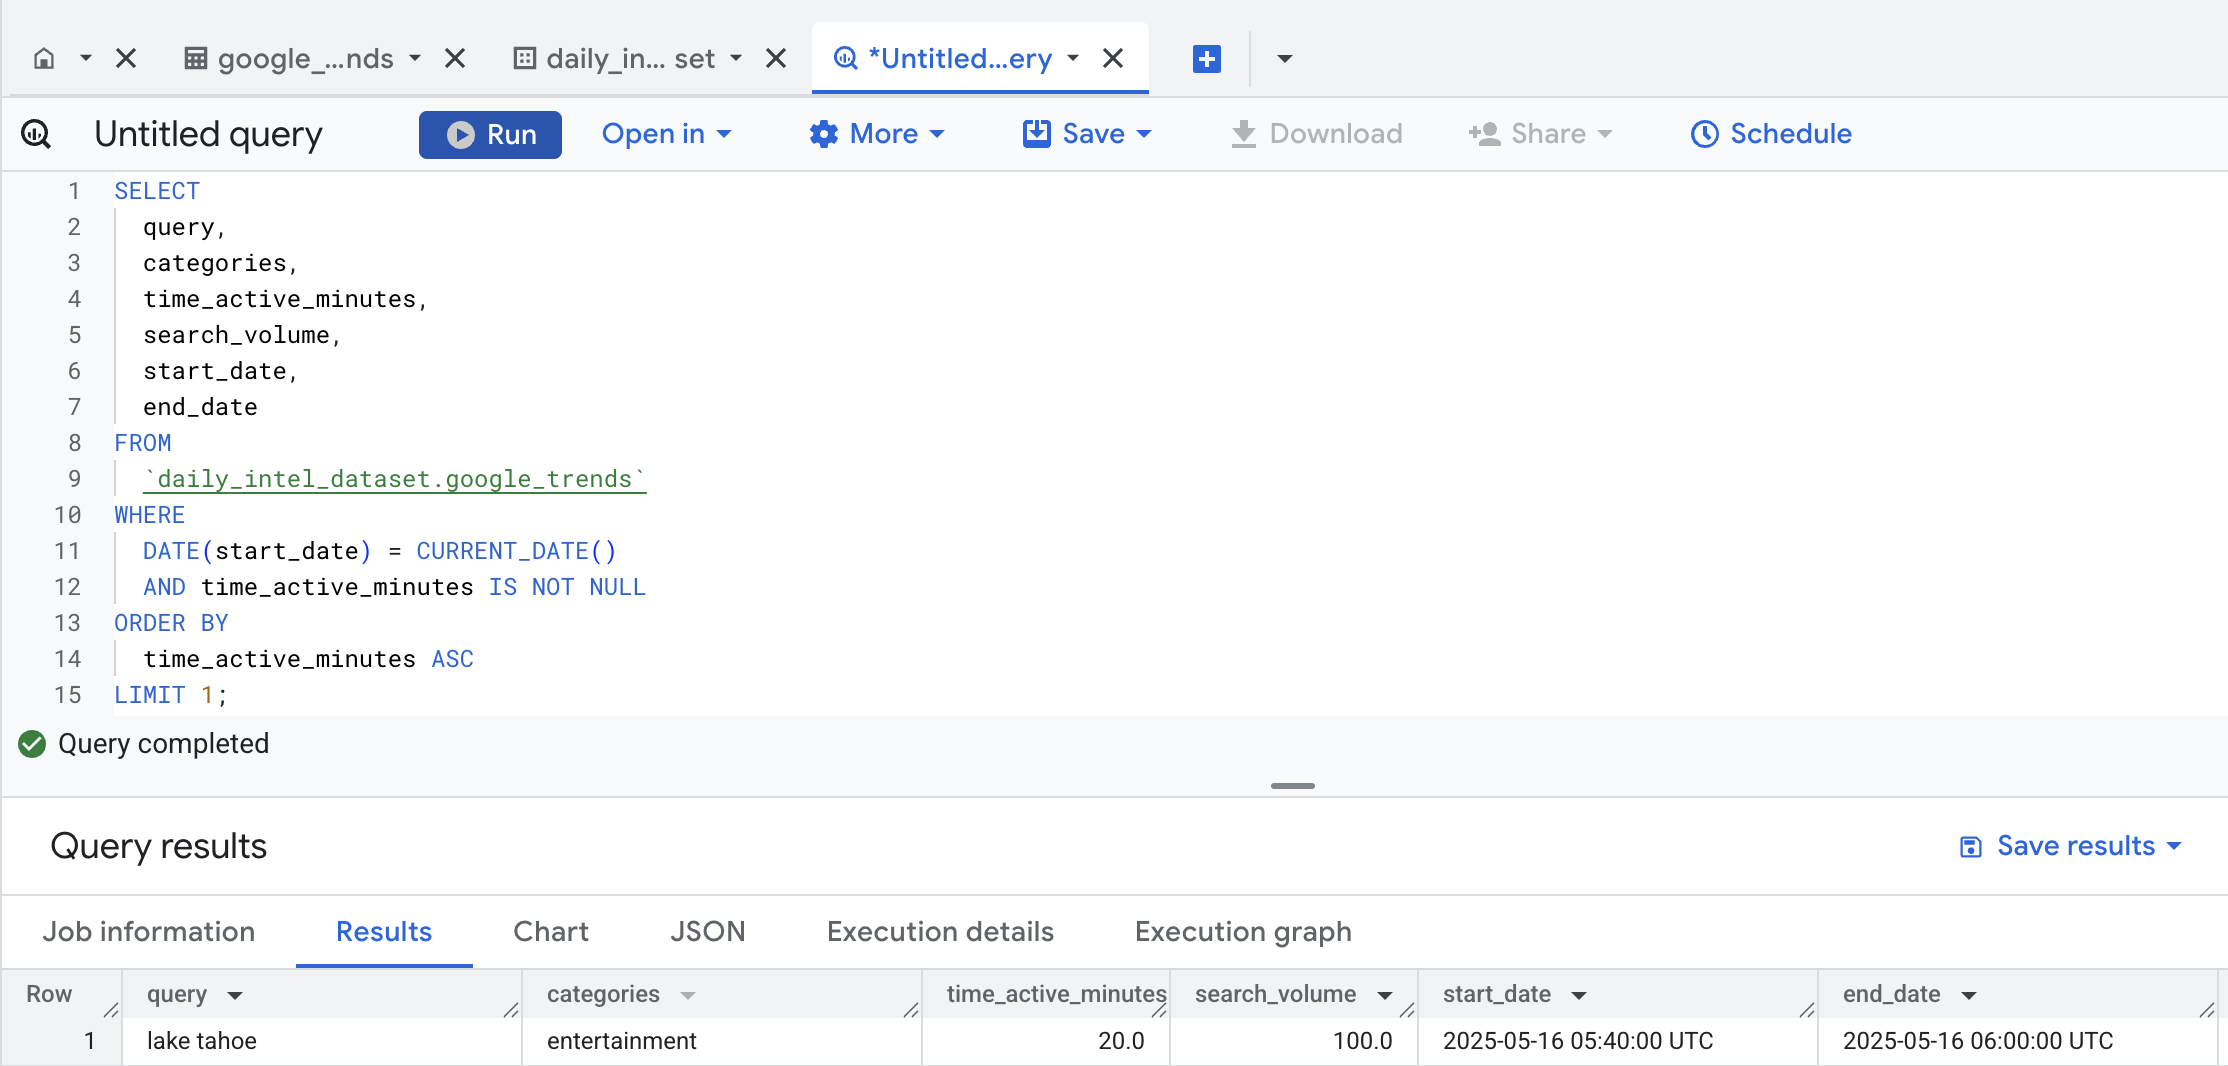 google_...nds daily_in... set *Untitled...ery
Untitled query Run Open in More Save Download Share Schedule
1 SELECT
2 query,
3 categories,
4 time_active_minutes,
5 search_volume,
6 start_date,
7 end_date
8 FROM
9 `daily_intel_dataset.google_trends`
10 WHERE
11 DATE(start_date) = CURRENT_DATE()
12 AND time_active_minutes IS NOT NULL
13 ORDER BY
14 time_active_minutes ASC
15 LIMIT 1;
Query completed
Query results Save results
Job information Results Chart JSON Execution details Execution graph
Row query categories time_active_minutes search_volume start_date end_date
1 lake tahoe entertainment 20.0 100.0 2025-05-16 05:40:00 UTC 2025-05-16 06:00:00 UTC